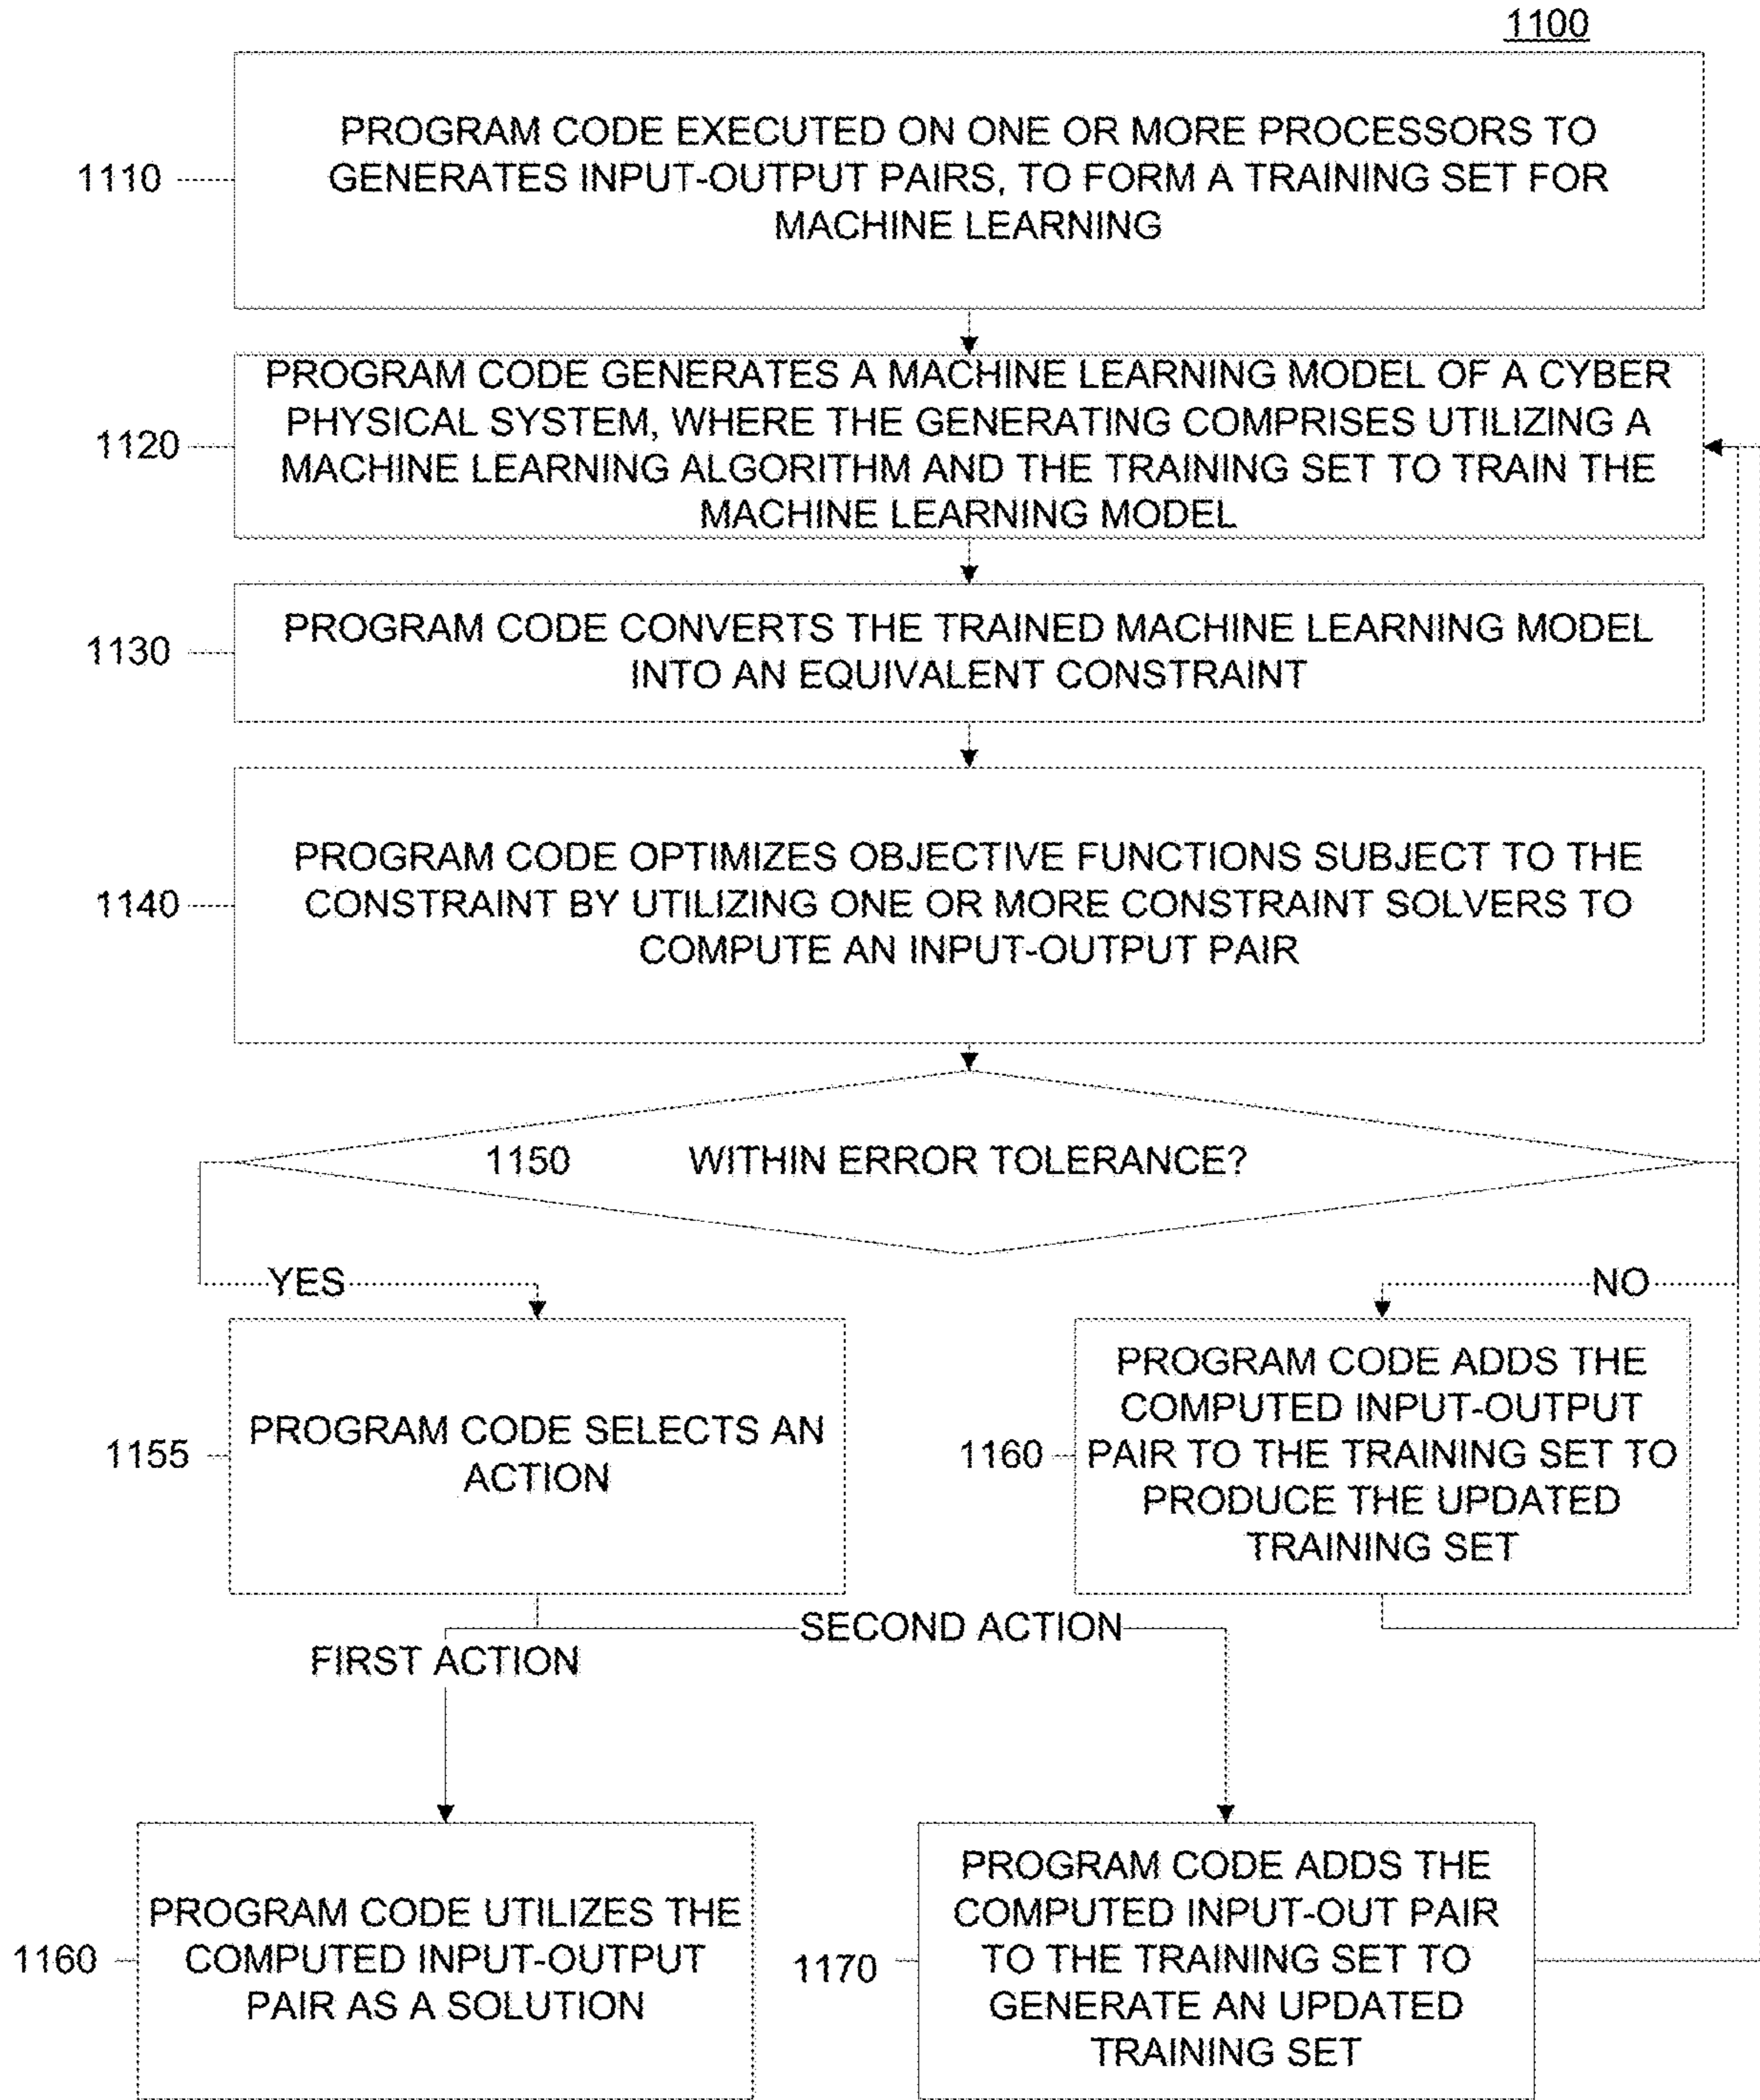 1100
PROGRAM CODE EXECUTED ON ONE OR MORE PROCESSORS TO
GENERATES INPUT-OUTPUT PAIRS, TO FORM A TRAINING SET FOR
MACHINE LEARNING
1110
PROGRAM CODE GENERATES A MACHINE LEARNING MODEL OF A CYBER
PHYSICAL SYSTEM, WHERE THE GENERATING COMPRISES UTILIZING A
MACHINE LEARNING ALGORITHM AND THE TRAINING SET TO TRAIN THE
MACHINE LEARNING MODEL
1120
PROGRAM CODE CONVERTS THE TRAINED MACHINE LEARNING MODEL
INTO AN EQUIVALENT CONSTRAINT
1130
PROGRAM CODE OPTIMIZES OBJECTIVE FUNCTIONS SUBJECT TO THE
CONSTRAINT BY UTILIZING ONE OR MORE CONSTRAINT SOLVERS TO
COMPUTE AN INPUT-OUTPUT PAIR
1140
1150 WITHIN ERROR TOLERANCE?
YES
NO
PROGRAM CODE SELECTS AN
ACTION
1155
PROGRAM CODE ADDS THE
COMPUTED INPUT-OUTPUT
PAIR TO THE TRAINING SET TO
PRODUCE THE UPDATED
TRAINING SET
1160
FIRST ACTION
SECOND ACTION
PROGRAM CODE UTILIZES THE
COMPUTED INPUT-OUTPUT
PAIR AS A SOLUTION
1160
PROGRAM CODE ADDS THE
COMPUTED INPUT-OUT PAIR
TO THE TRAINING SET TO
GENERATE AN UPDATED
TRAINING SET
1170